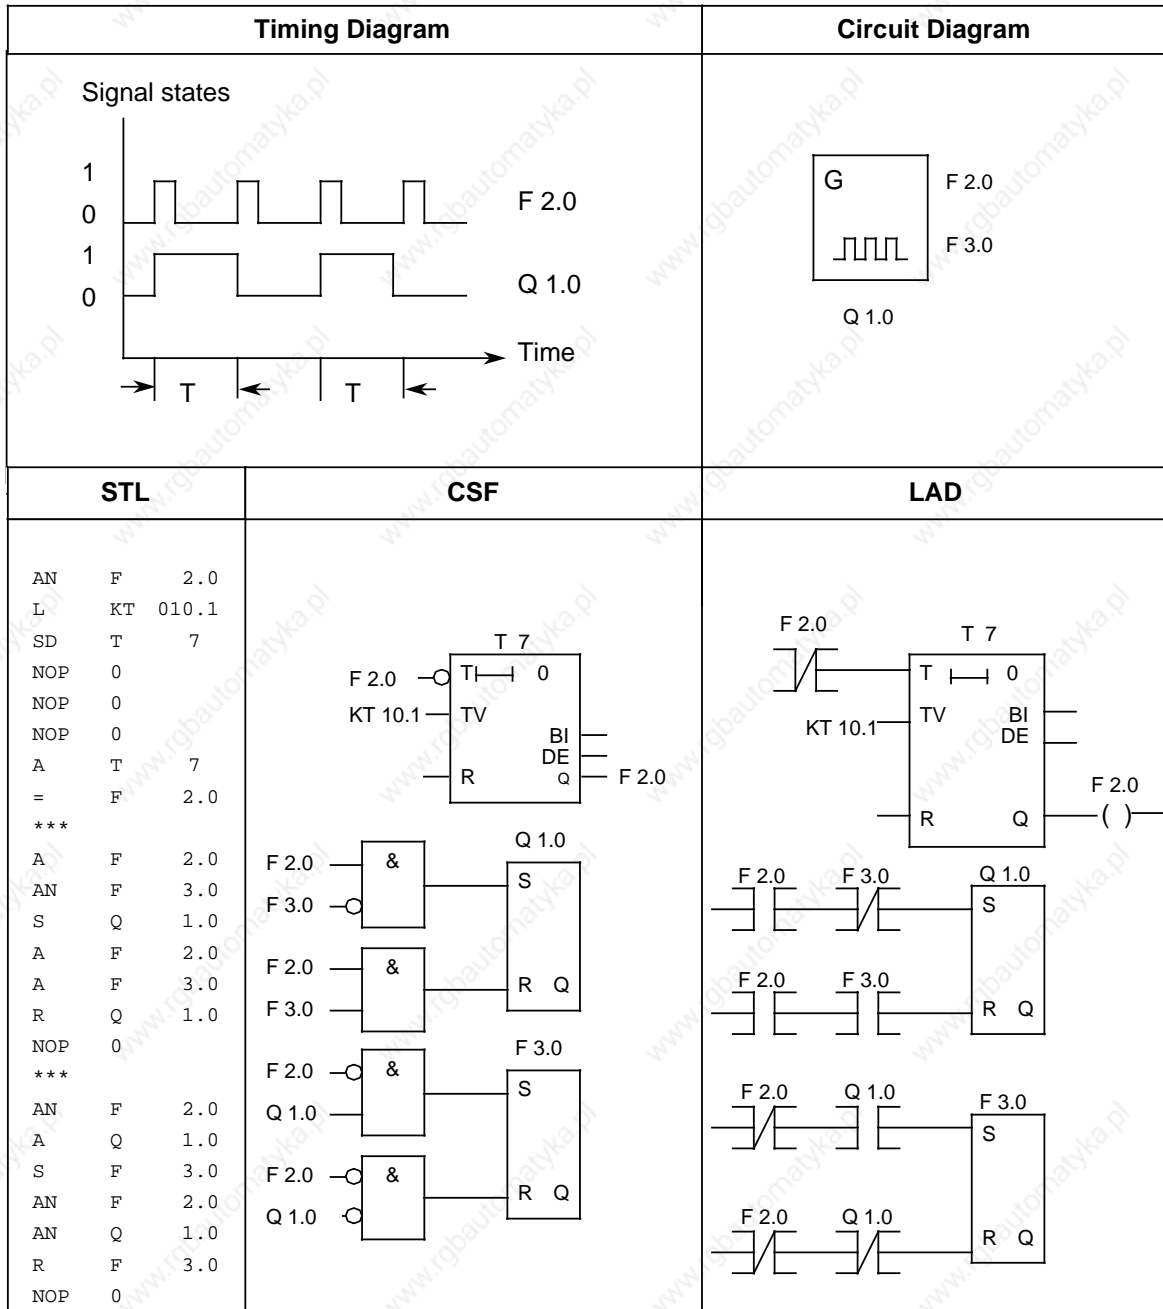 Timing Diagram
Circuit Diagram
Signal states
1
0
F 2.0
1
0
Q 1.0
Time
T
T
G
F 2.0
F 3.0
Q 1.0
STL
CSF
LAD
AN F 2.0
L KT 010.1
SD T 7
NOP 0
NOP 0
NOP 0
A T 7
= F 2.0
***
A F 2.0
AN F 3.0
S Q 1.0
A F 2.0
A F 3.0
R Q 1.0
NOP 0
***
AN F 2.0
A Q 1.0
S F 3.0
AN F 2.0
AN Q 1.0
R F 3.0
NOP 0
T 7
F 2.0
T 0
KT 10.1
TV
BI
DE
R
Q
F 2.0
Q 1.0
F 2.0
&
S
F 3.0
F 2.0
&
R Q
F 3.0
F 3.0
F 2.0
&
S
Q 1.0
F 2.0
&
R Q
Q 1.0
F 2.0
T 7
T 0
KT 10.1
TV
BI
DE
F 2.0
R
Q
( )
F 2.0
F 3.0
Q 1.0
S
F 2.0
F 3.0
R Q
F 2.0
Q 1.0
F 3.0
S
F 2.0
Q 1.0
R Q
www.rgbautomatyka.pl